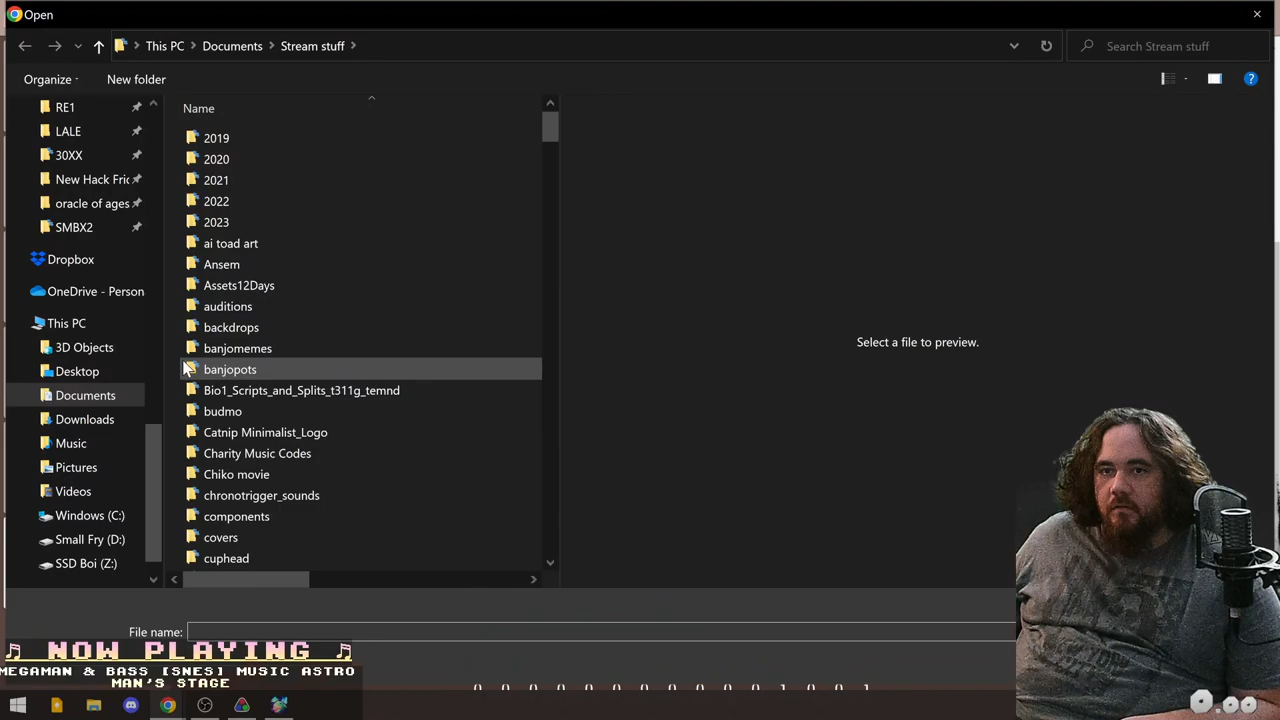 Open
This PC
Documents
Stream stuff
Search Stream stuff
Organize
New folder
Name
RE1
LALE
30XX
New Hack Fric
oracle of ages
SMBX2
Dropbox
OneDrive - Person
This PC
3D Objects
Desktop
Documents
Downloads
Music
Pictures
Videos
Windows (C:)
Small Fry (D:)
SSD Boi (Z:)
2019
2020
2021
2022
2023
ai toad art
Ansem
Assets12Days
auditions
backdrops
banjomemes
banjopots
Bio1_Scripts_and_Splits_t311g_temnd
budmo
Catnip Minimalist_Logo
Charity Music Codes
Chiko movie
chronotrigger_sounds
components
covers
cuphead
Select a file to preview.
File name:
♫ NOW PLAYING ♫
MEGAMAN & BASS [SNES] MUSIC ASTRO
MAN'S STAGE
0.00